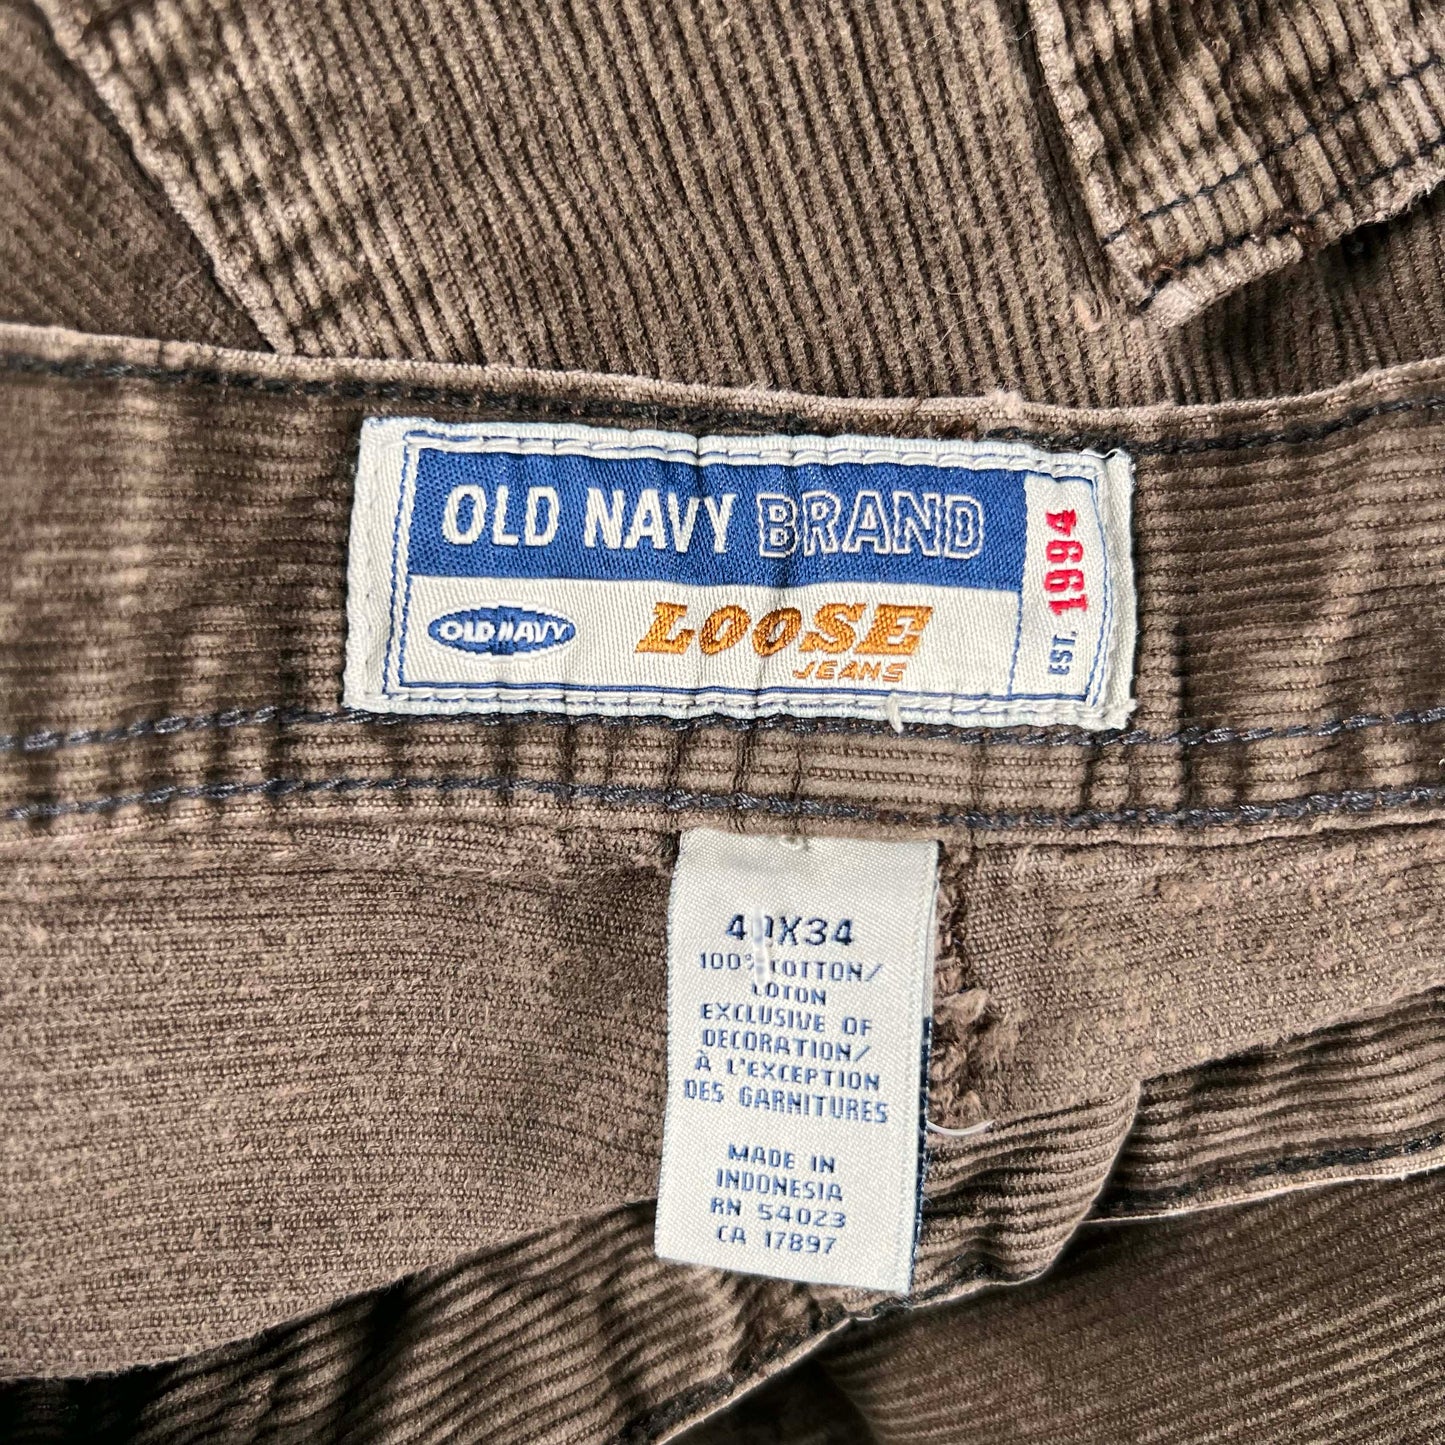 OLD NAVY BRAND
OLD NAVY
LOOSE
JEANS
EST. 1994
40X34
100% COTTON/
COTON
EXCLUSIVE OF
DECORATION/
À L'EXCEPTION
DES GARNITURES
MADE IN
INDONESIA
RN 54023
CA 17897